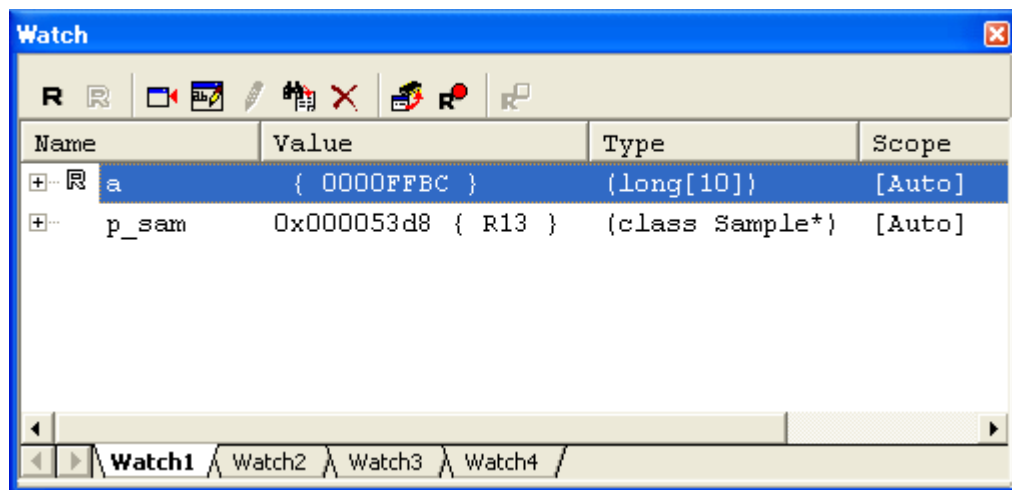 Watch
R R R R
Name Value Type Scope
R a { 0000FFBC } (long[10]) [Auto]
p_sam 0x000053d8 { R13 } (class Sample*) [Auto]
Watch1 Watch2 Watch3 Watch4